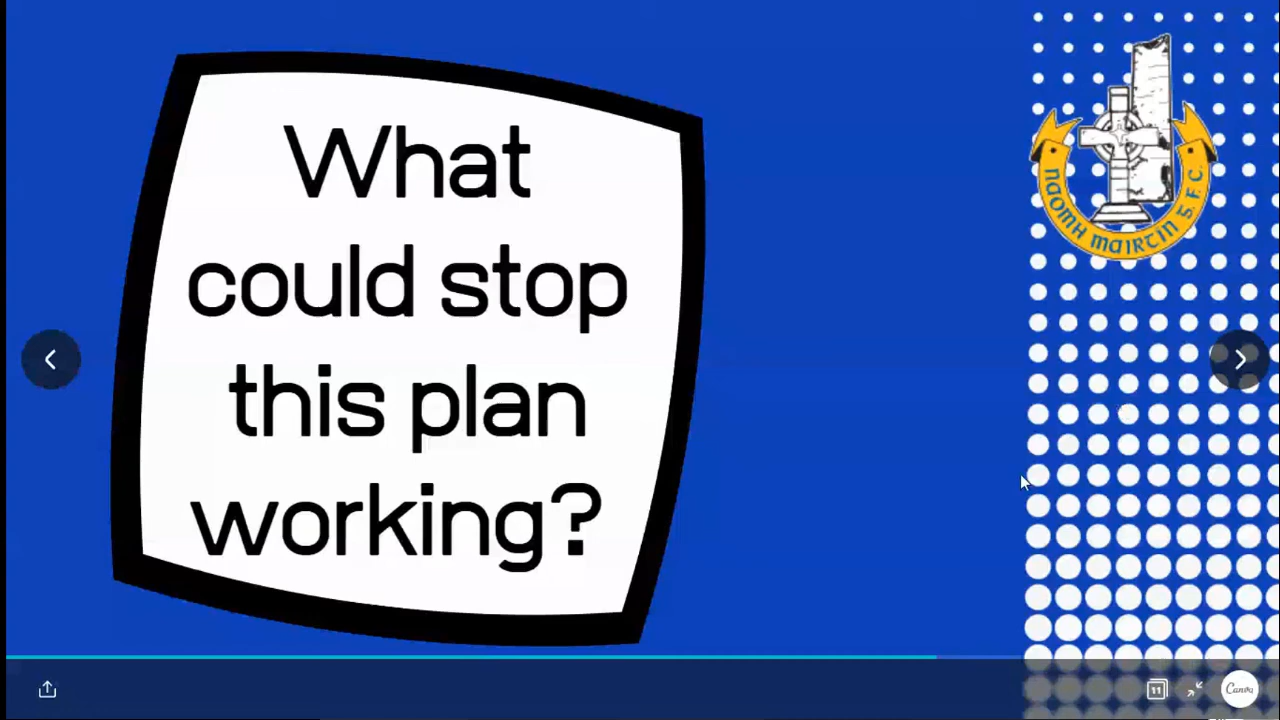 What
could stop
this plan
working?
NAOMH MAIRTIN G.F.C.
11
Canva